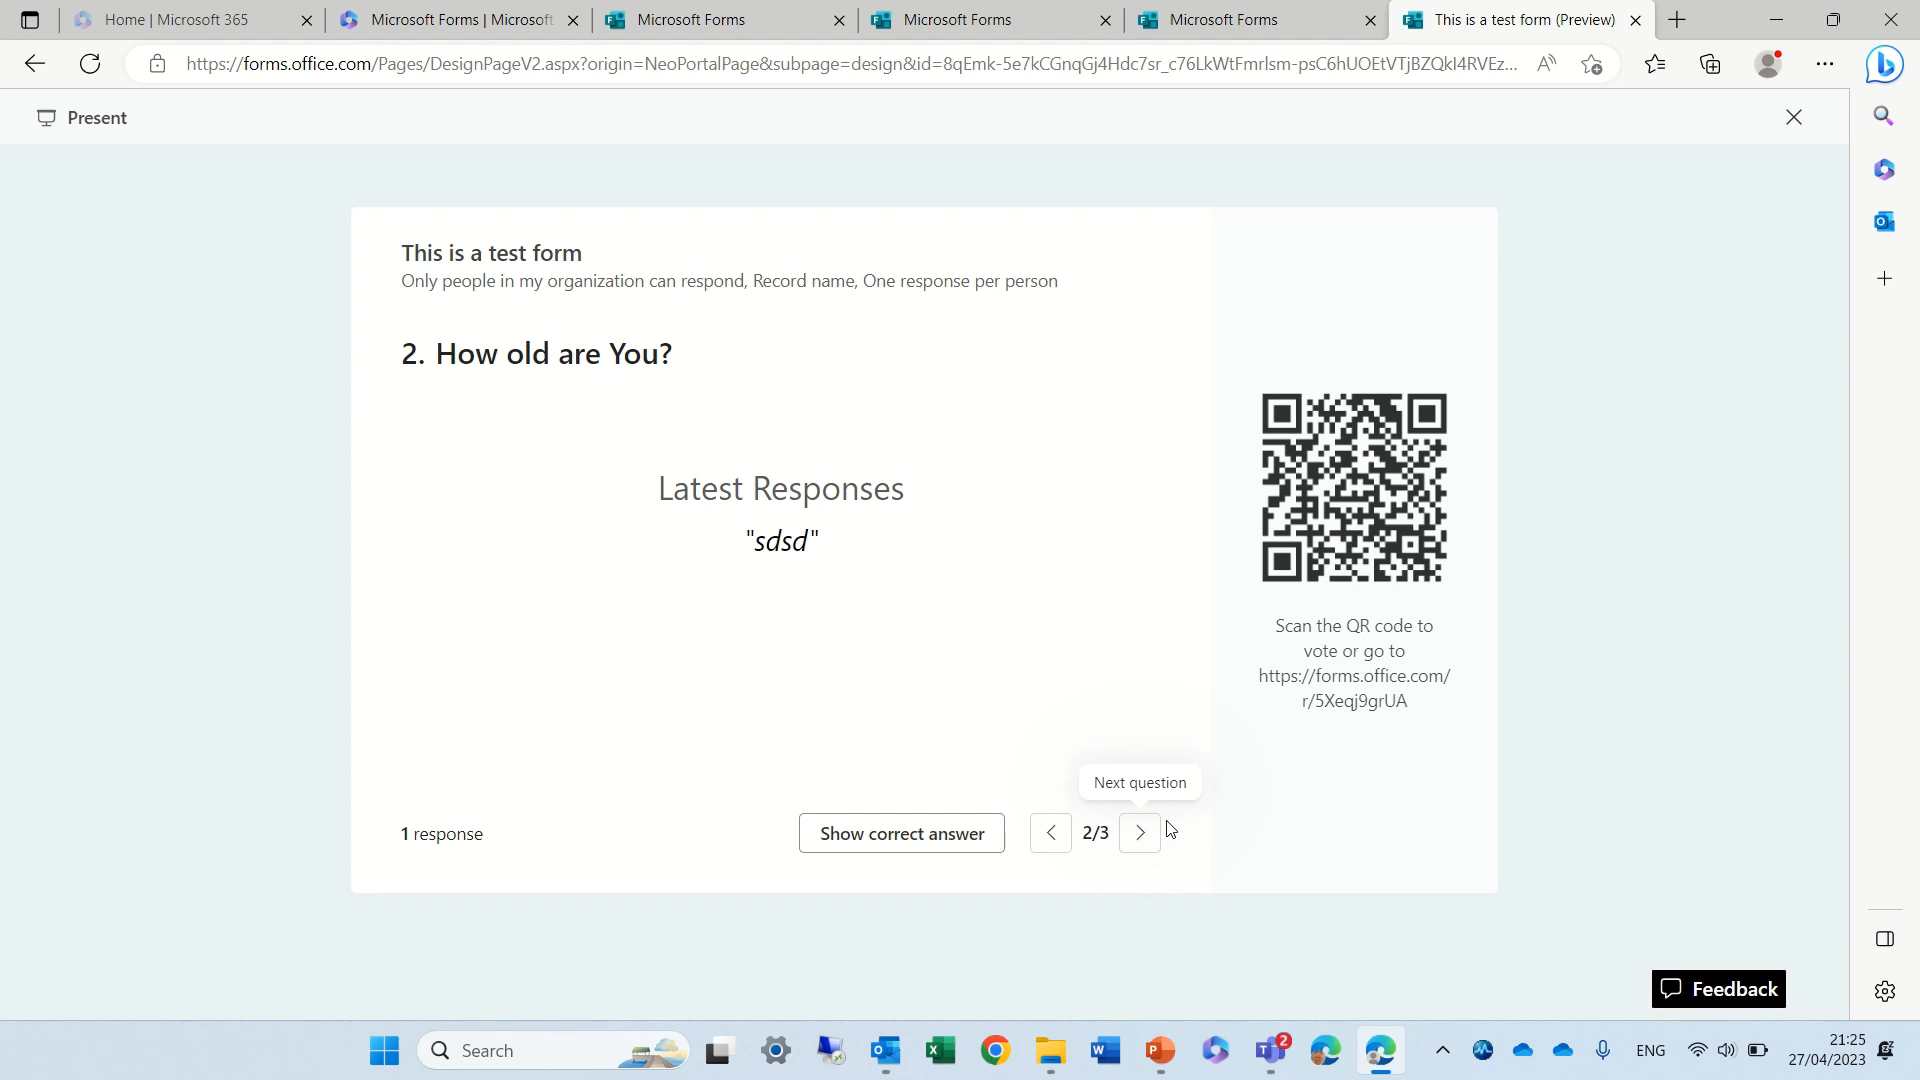 Home | Microsoft 365
Microsoft Forms | Microsoft
Microsoft Forms
Microsoft Forms
Microsoft Forms
This is a test form (Preview)
https://forms.office.com/Pages/DesignPageV2.aspx?origin=NeoPortalPage&subpage=design&id=8qEmk-5e7kCGnqGj4Hdc7sr_c76LkWtFmrlsm-psC6hUOEtVTjBZQkl4RVEz...
Present
This is a test form
Only people in my organization can respond, Record name, One response per person
2. How old are You?
Latest Responses
"sdsd"
Scan the QR code to
vote or go to
https://forms.office.com/
r/5Xeqj9grUA
Next question
1 response
Show correct answer
2/3
Feedback
Search
2
ENG
21:25
27/04/2023